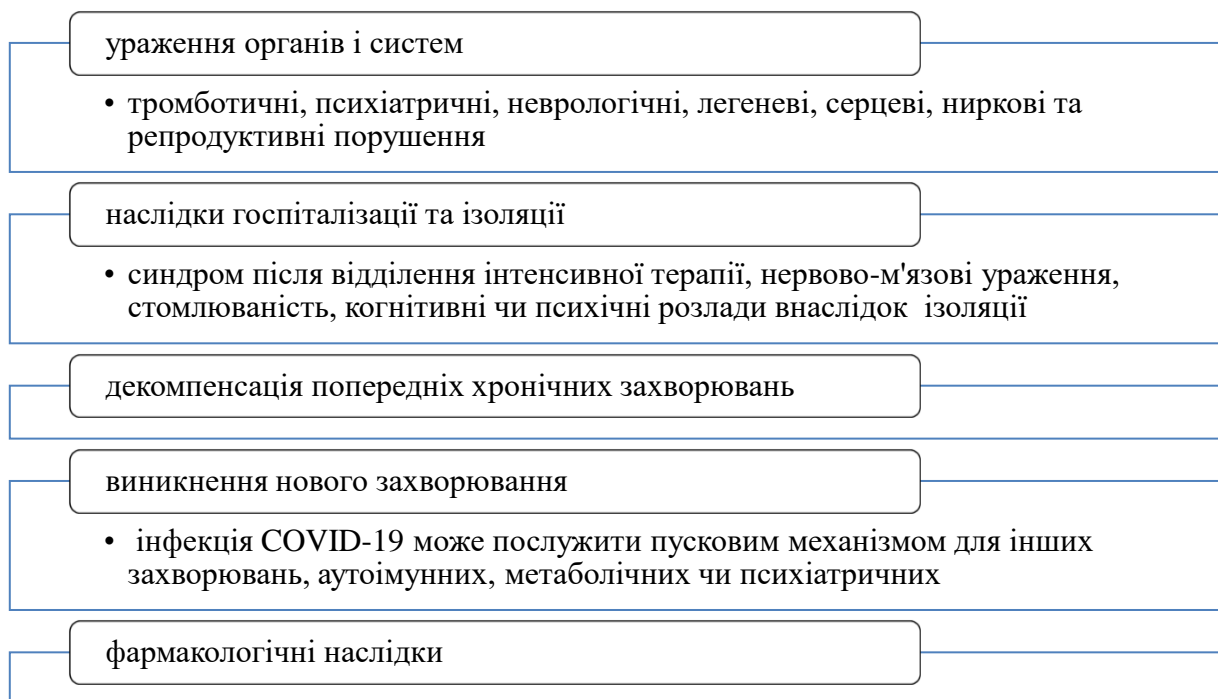 ураження органів і систем
• тромботичні, психіатричні, неврологічні, легеневі, серцеві, ниркові та
репродуктивні порушення
наслідки госпіталізації та ізоляції
• синдром після відділення інтенсивної терапії, нервово-м'язові ураження,
стомлюваність, когнітивні чи психічні розлади внаслідок ізоляції
декомпенсація попередніх хронічних захворювань
виникнення нового захворювання
• інфекція COVID-19 може послужити пусковим механізмом для інших
захворювань, аутоімунних, метаболічних чи психіатричних
фармакологічні наслідки